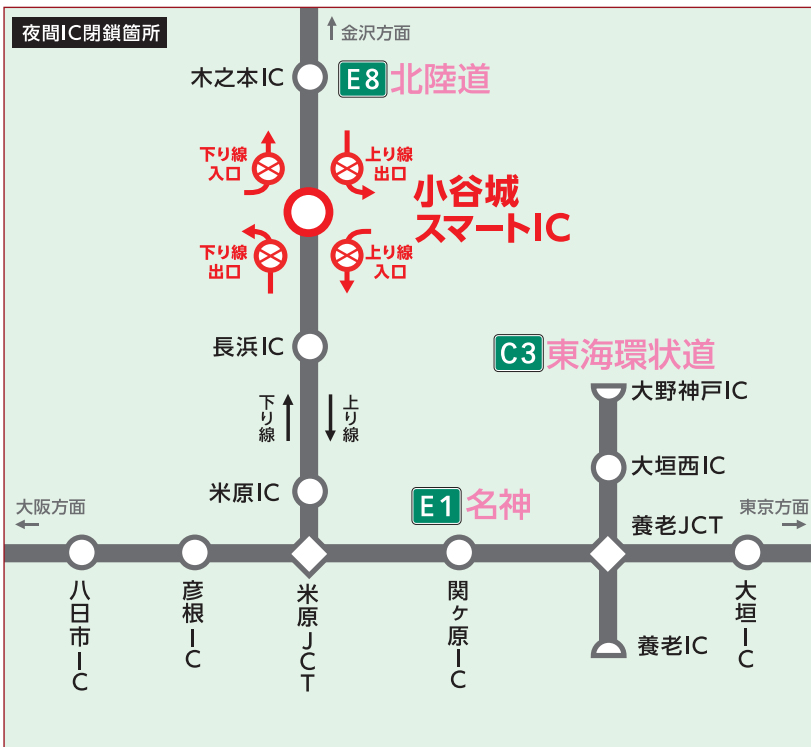 夜間IC閉鎖箇所
金沢方面
木之本IC
E8 北陸道
下り線
入口
上り線
出口
小谷城
スマートIC
下り線
出口
上り線
入口
長浜IC
C3 東海環状道
大野神戸IC
下り線
上り線
大垣西IC
米原IC
E1 名神
大阪方面
養老JCT
東京方面
八日市IC
彦根IC
米原JCT
関ヶ原IC
養老IC
大垣IC